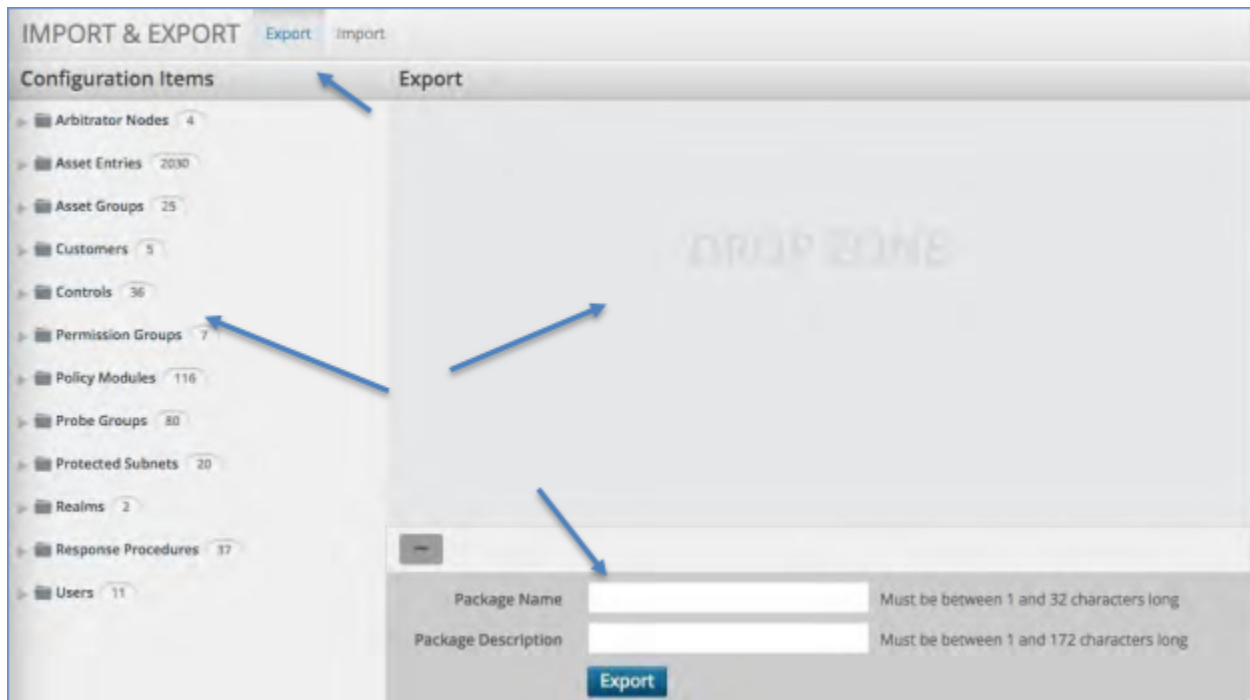 IMPORT & EXPORT Export Import
Configuration Items
Export
Arbitrator Nodes 4
Asset Entries 2030
Asset Groups 25
Customers 5
Controls 36
Permission Groups 7
Policy Modules 116
Probe Groups 80
Protected Subnets 20
Realms 2
Response Procedures 37
Users 11
DROP ZONE
Package Name Must be between 1 and 32 characters long
Package Description Must be between 1 and 172 characters long
Export